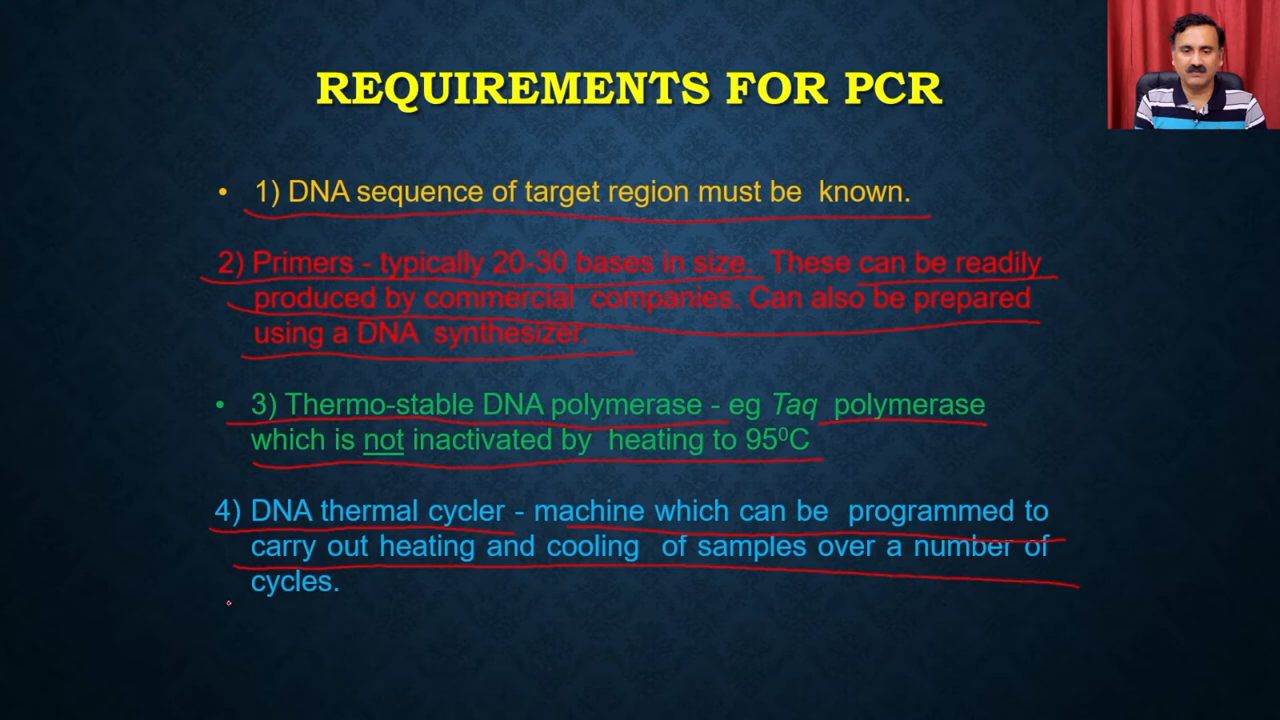 REQUIREMENTS FOR PCR
• 1) DNA sequence of target region must be known.
2) Primers - typically 20-30 bases in size. These can be readily
produced by commercial companies. Can also be prepared
using a DNA synthesizer.
• 3) Thermo-stable DNA polymerase - eg Taq polymerase
which is not inactivated by heating to 95⁰C
4) DNA thermal cycler - machine which can be programmed to
carry out heating and cooling of samples over a number of
cycles.